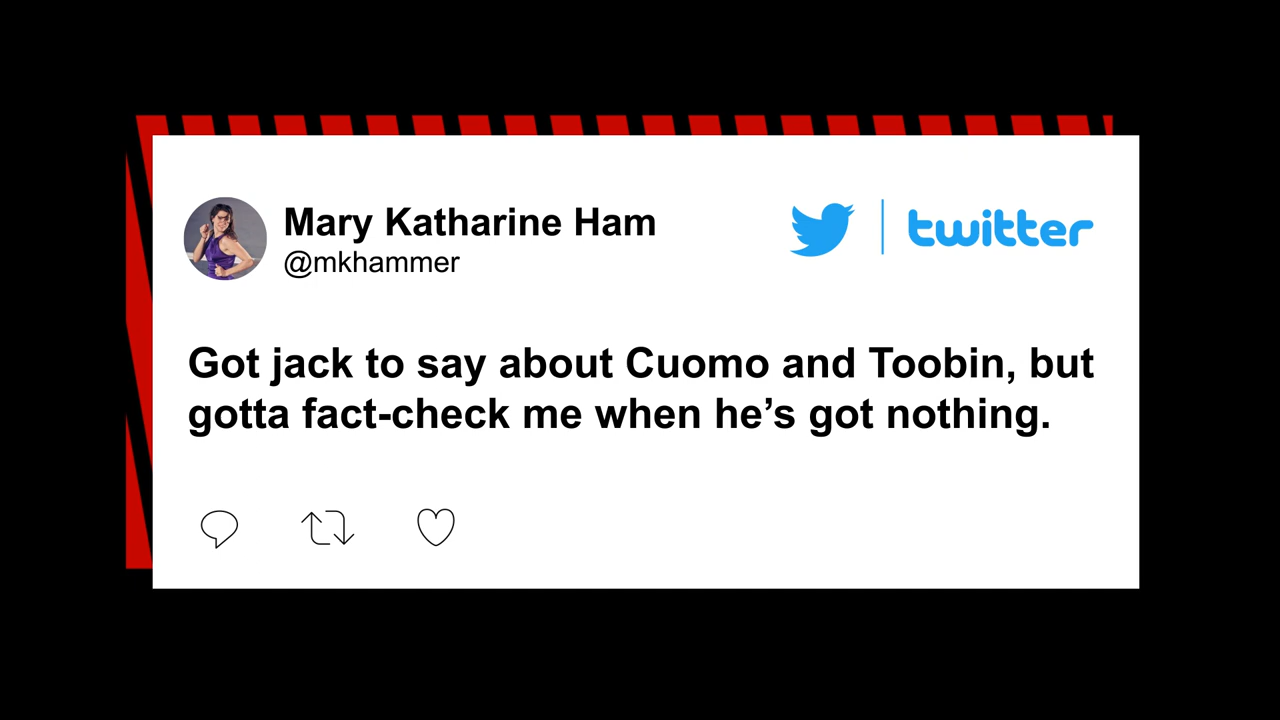 Mary Katharine Ham
@mkhammer
twitter
Got jack to say about Cuomo and Toobin, but
gotta fact-check me when he’s got nothing.